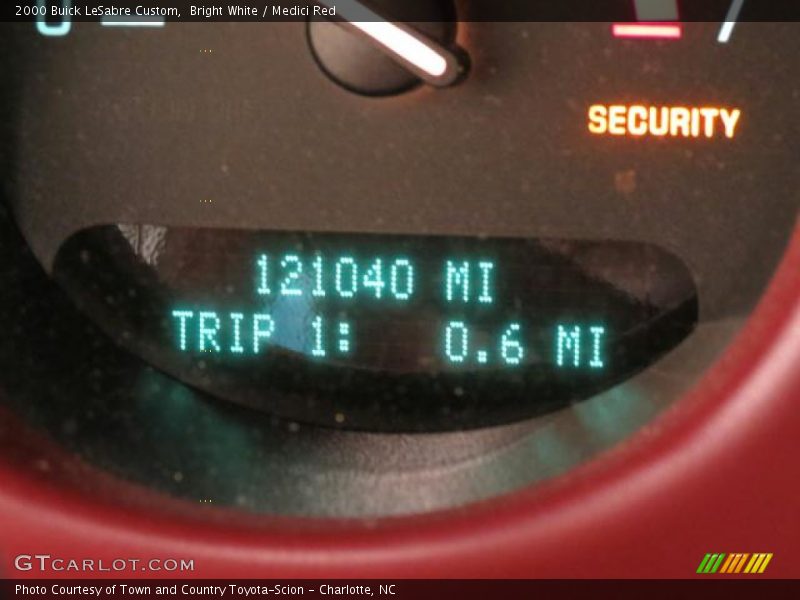 2000 Buick LeSabre Custom, Bright White / Medici Red
SECURITY
121040 MI
TRIP 1: 0.6 MI
GTCARLOT.COM
Photo Courtesy of Town and Country Toyota-Scion - Charlotte, NC